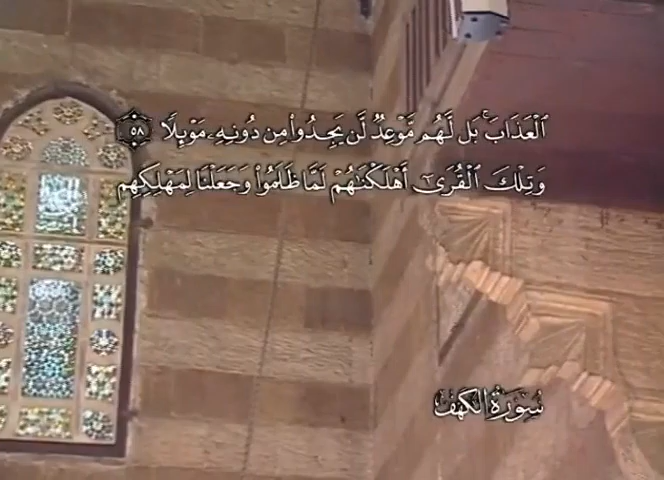 ٱلْعَذَابَ ۚ بَل لَّهُم مَّوْعِدٌ لَّن يَجِدُوا۟ مِن دُونِهِۦ مَوْئِلًا ٥٨
وَتِلْكَ ٱلْقُرَىٰٓ أَهْلَكْنَـٰهُمْ لَمَّا ظَلَمُوا۟ وَجَعَلْنَا لِمَهْلِكِهِم
سُورَةُ الكَهْفِ